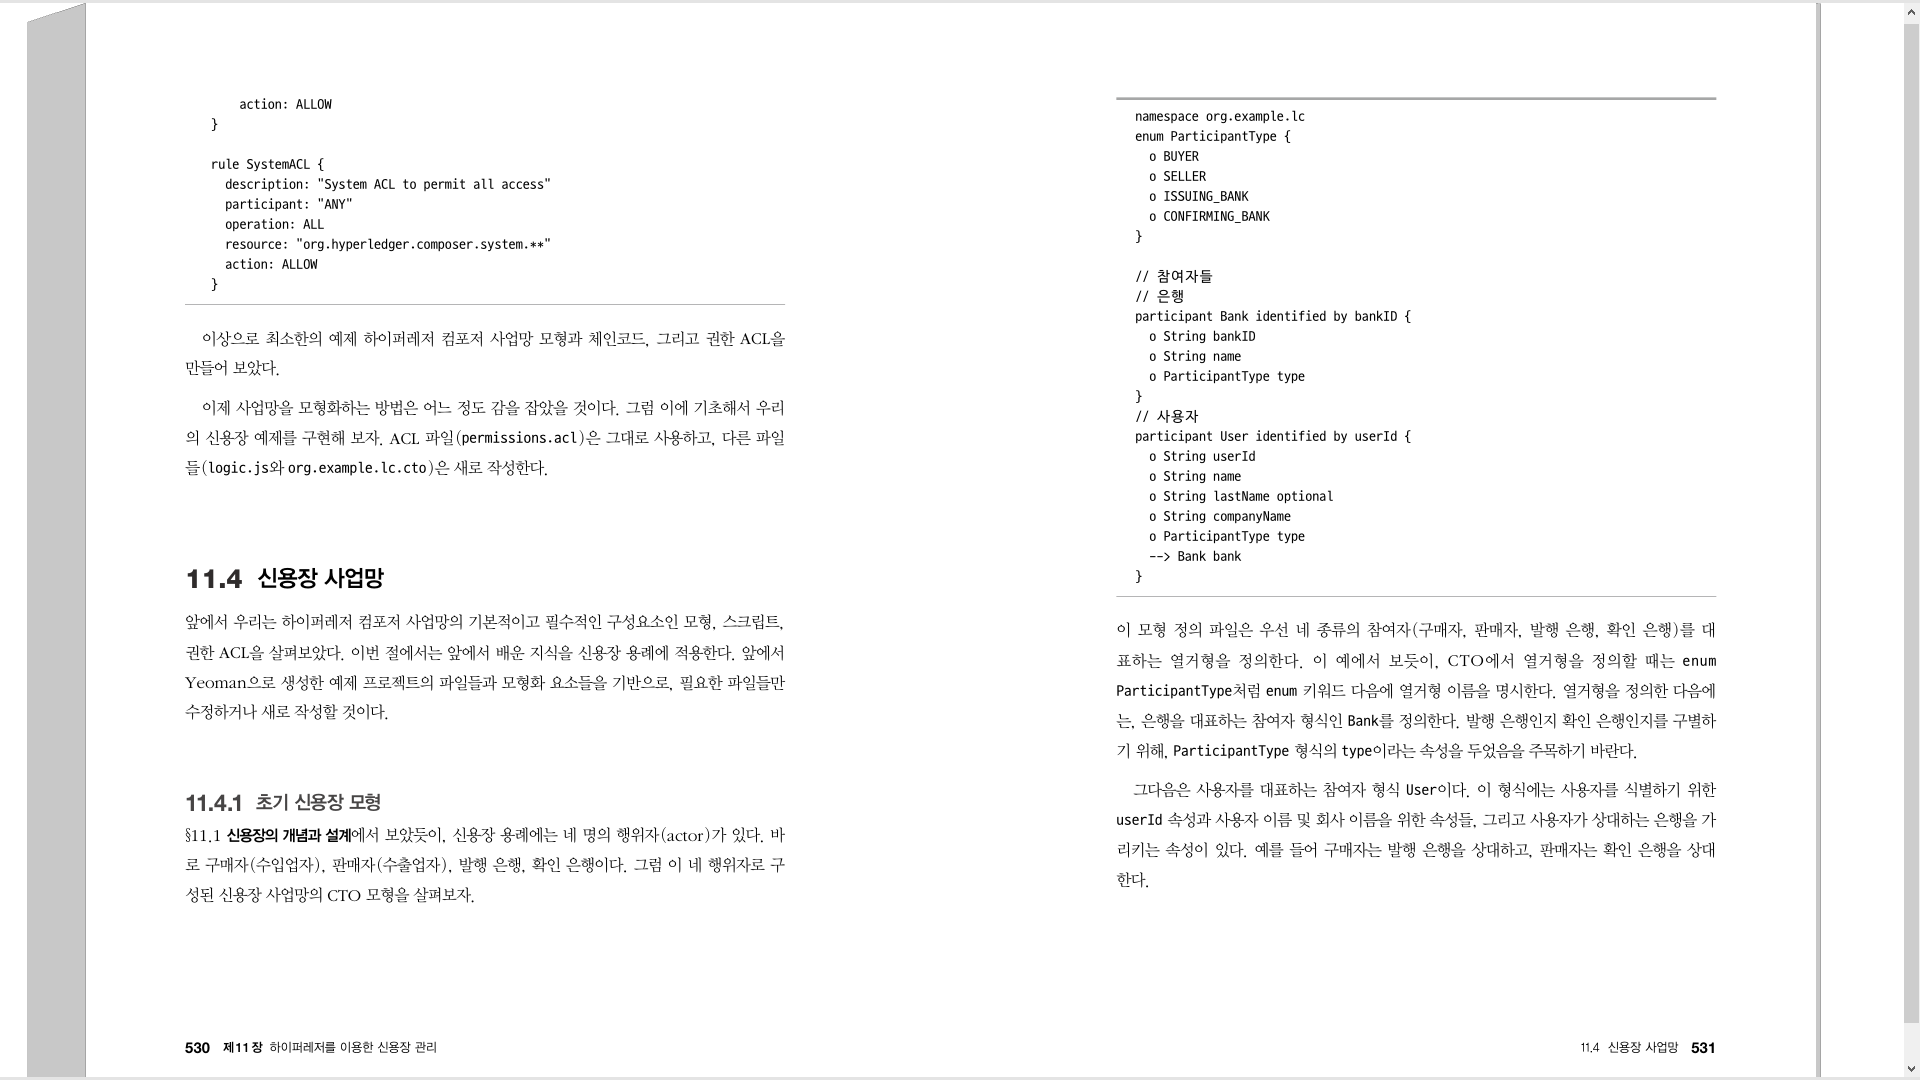 action: ALLOW
}
rule SystemACL {
description: "System ACL to permit all access"
participant: "ANY"
operation: ALL
resource: "org.hyperledger.composer.system.**"
action: ALLOW
}
이상으로 최소한의 예제 하이퍼레저 컴포저 사업망 모형과 체인코드, 그리고 권한 ACL을
만들어 보았다.
이제 사업망을 모형화하는 방법은 어느 정도 감을 잡았을 것이다. 그럼 이에 기초해서 우리
의 신용장 예제를 구현해 보자. ACL 파일(permissions.acl)은 그대로 사용하고, 다른 파일
들(logic.js와 org.example.lc.cto)은 새로 작성한다.
11.4 신용장 사업망
앞에서 우리는 하이퍼레저 컴포저 사업망의 기본적이고 필수적인 구성요소인 모형, 스크립트,
권한 ACL을 살펴보았다. 이번 절에서는 앞에서 배운 지식을 신용장 용례에 적용한다. 앞에서
Yeoman으로 생성한 예제 프로젝트의 파일들과 모형화 요소들을 기반으로, 필요한 파일들만
수정하거나 새로 작성할 것이다.
11.4.1 초기 신용장 모형
§11.1 신용장의 개념과 설계에서 보았듯이, 신용장 용례에는 네 명의 행위자(actor)가 있다. 바
로 구매자(수입업자), 판매자(수출업자), 발행 은행, 확인 은행이다. 그럼 이 네 행위자로 구
성된 신용장 사업망의 CTO 모형을 살펴보자.
530 제11장 하이퍼레저를 이용한 신용장 관리
namespace org.example.lc
enum ParticipantType {
o BUYER
o SELLER
o ISSUING_BANK
o CONFIRMING_BANK
}
// 참여자들
// 은행
participant Bank identified by bankID {
o String bankID
o String name
o ParticipantType type
}
// 사용자
participant User identified by userId {
o String userId
o String name
o String lastName optional
o String companyName
o ParticipantType type
--> Bank bank
}
이 모형 정의 파일은 우선 네 종류의 참여자(구매자, 판매자, 발행 은행, 확인 은행)를 대
표하는 열거형을 정의한다. 이 예에서 보듯이, CTO에서 열거형을 정의할 때는 enum
ParticipantType처럼 enum 키워드 다음에 열거형 이름을 명시한다. 열거형을 정의한 다음에
는, 은행을 대표하는 참여자 형식인 Bank를 정의한다. 발행 은행인지 확인 은행인지를 구별하
기 위해, ParticipantType 형식의 type이라는 속성을 두었음을 주목하기 바란다.
그다음은 사용자를 대표하는 참여자 형식 User이다. 이 형식에는 사용자를 식별하기 위한
userId 속성과 사용자 이름 및 회사 이름을 위한 속성들, 그리고 사용자가 상대하는 은행을 가
리키는 속성이 있다. 예를 들어 구매자는 발행 은행을 상대하고, 판매자는 확인 은행을 상대
한다.
11.4 신용장 사업망 531